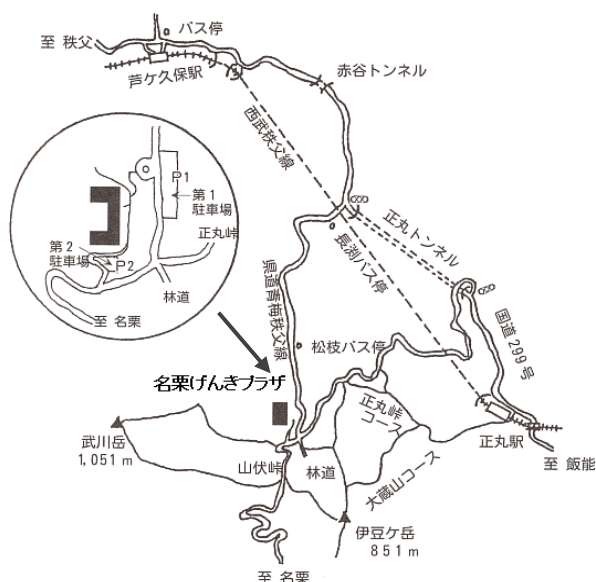 バス停
至 秩父
芦ケ久保駅
赤谷トンネル
西武秩父線
P1
第1
駐車場
正丸峠
第2
駐車場
P2
林道
至 名栗
正丸トンネル
長渕バス停
県道青梅秩父線
国道299号
松枝バス停
名栗げんきプラザ
正丸峠
コース
正丸駅
武川岳
1,051m
山伏峠
林道
大蔵山コース
至 飯能
伊豆ケ岳
851m
至 名栗